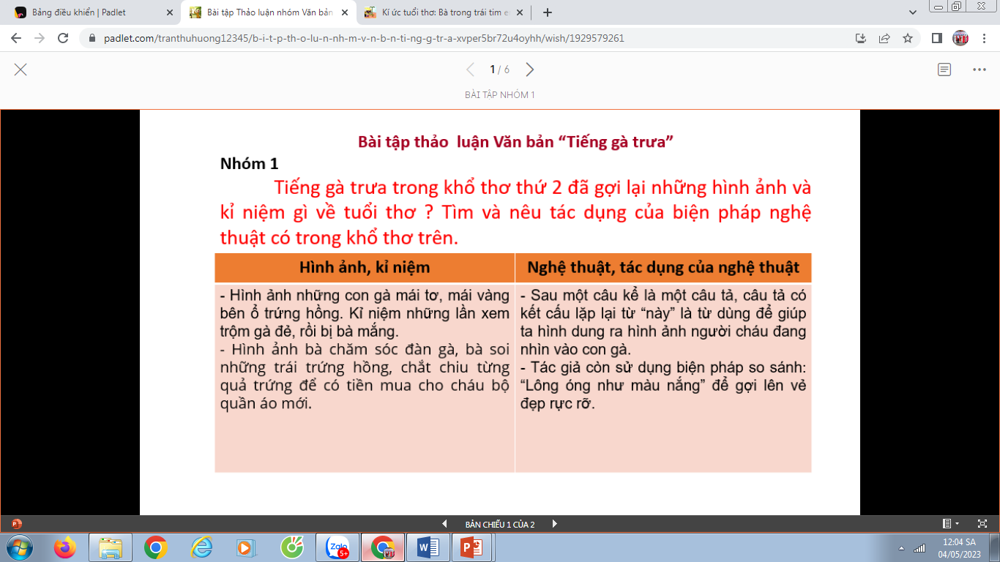 Bảng điều khiển | Padlet
Bài tập Thảo luận nhóm Văn bản
Kí ức tuổi thơ: Bà trong trái tim e
padlet.com/tranthuhuong12345/b-i-t-p-th-o-lu-n-nhm-v-n-b-n-ti-ng-g-tr-a-xvper5br72u4oyhh/wish/1929579261
1 / 6
BÀI TẬP NHÓM 1
Bài tập thảo luận Văn bản “Tiếng gà trưa”
Nhóm 1
Tiếng gà trưa trong khổ thơ thứ 2 đã gợi lại những hình ảnh và
kỉ niệm gì về tuổi thơ ? Tìm và nêu tác dụng của biện pháp nghệ
thuật có trong khổ thơ trên.
Hình ảnh, kỉ niệm
- Hình ảnh những con gà mái tơ, mái vàng
bên ổ trứng hồng. Kỉ niệm những lần xem
trộm gà đẻ, rồi bị bà mắng.
- Hình ảnh bà chăm sóc đàn gà, bà soi
những trái trứng hồng, chắt chiu từng
quả trứng để có tiền mua cho cháu bộ
quần áo mới.
Nghệ thuật, tác dụng của nghệ thuật
- Sau một câu kể là một câu tả, câu tả có
kết cấu lặp lại từ “này” là từ dùng để giúp
ta hình dung ra hình ảnh người cháu đang
nhìn vào con gà.
- Tác giả còn sử dụng biện pháp so sánh:
“Lông óng như màu nắng” để gợi lên vẻ
đẹp rực rỡ.
BẢN CHIẾU 1 CỦA 2
Zalo
5+
12:04 SA
04/05/2023